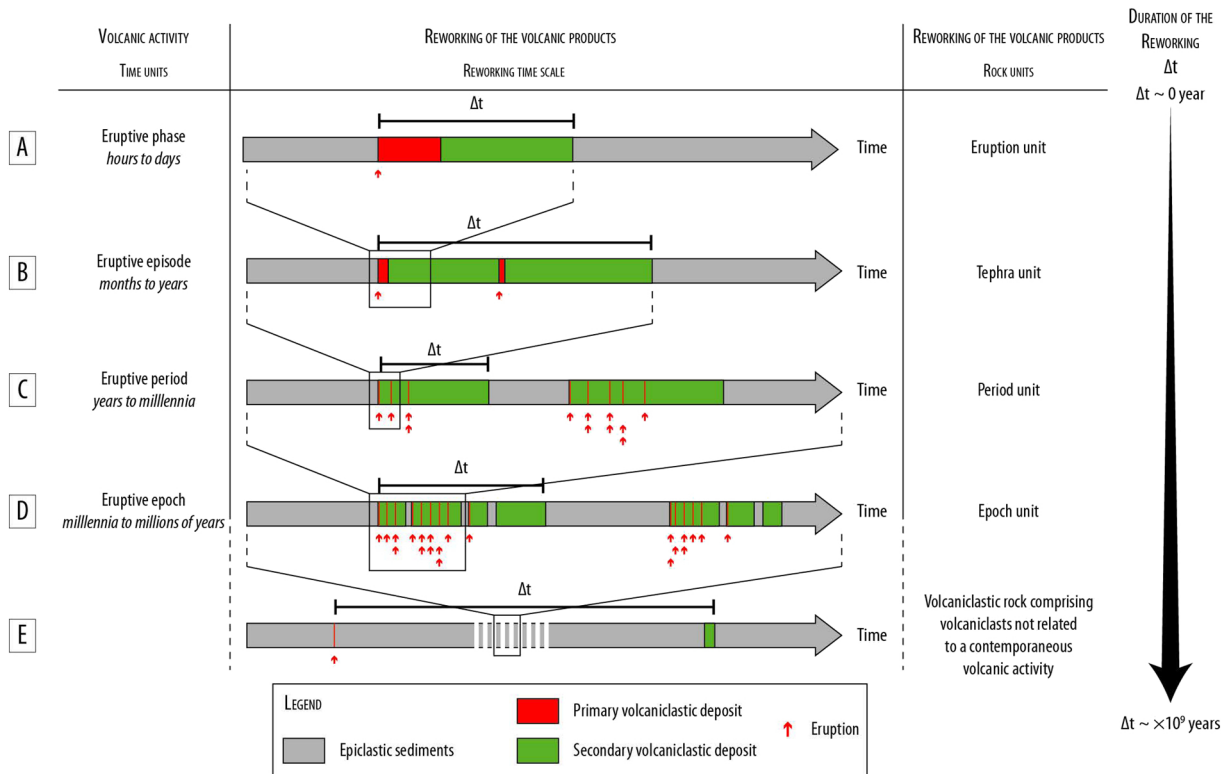 VOLCANIC ACTIVITY
TIME UNITS
REWORKING OF THE VOLCANIC PRODUCTS
REWORKING TIME SCALE
REWORKING OF THE VOLCANIC PRODUCTS
ROCK UNITS
DURATION OF THE
REWORKING
Δt
Δt ~ 0 year
A
Eruptive phase
hours to days
Δt
Time
Eruption unit
B
Eruptive episode
months to years
Δt
Time
Tephra unit
C
Eruptive period
years to milllennia
Δt
Time
Period unit
D
Eruptive epoch
milllennia to millions of years
Δt
Time
Epoch unit
E
Δt
Time
Volcaniclastic rock comprising
volcaniclasts not related
to a contemporaneous
volcanic activity
Δt ~ ×10⁹ years
LEGEND
Epiclastic sediments
Primary volcaniclastic deposit
Secondary volcaniclastic deposit
Eruption